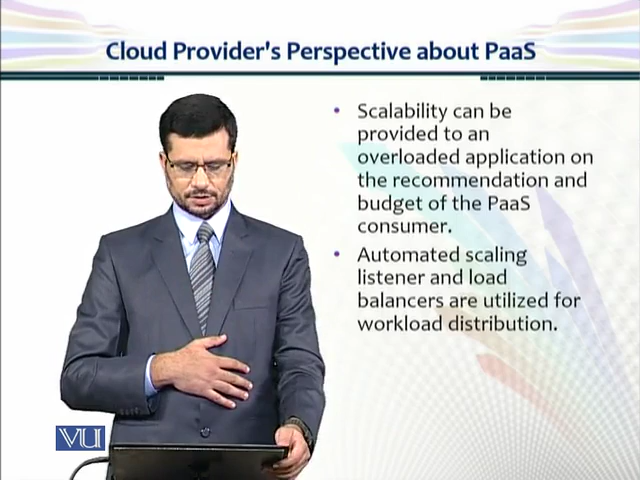 Cloud Provider's Perspective about PaaS
• Scalability can be
provided to an
overloaded application on
the recommendation and
budget of the PaaS
consumer.
• Automated scaling
listener and load
balancers are utilized for
workload distribution.
VU